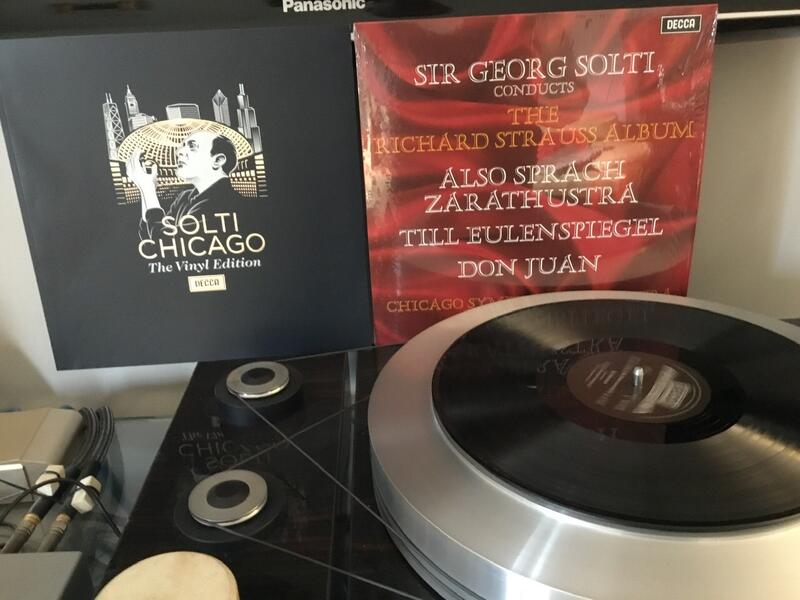 Panasonic
SOLTI
CHICAGO
The Vinyl Edition
DECCA
DECCA
SIR GEORG SOLTI
CONDUCTS
THE
RICHARD STRAUSS ALBUM
ALSO SPRACH
ZARATHUSTRA
TILL EULENSPIEGEL
DON JUAN
CHICAGO